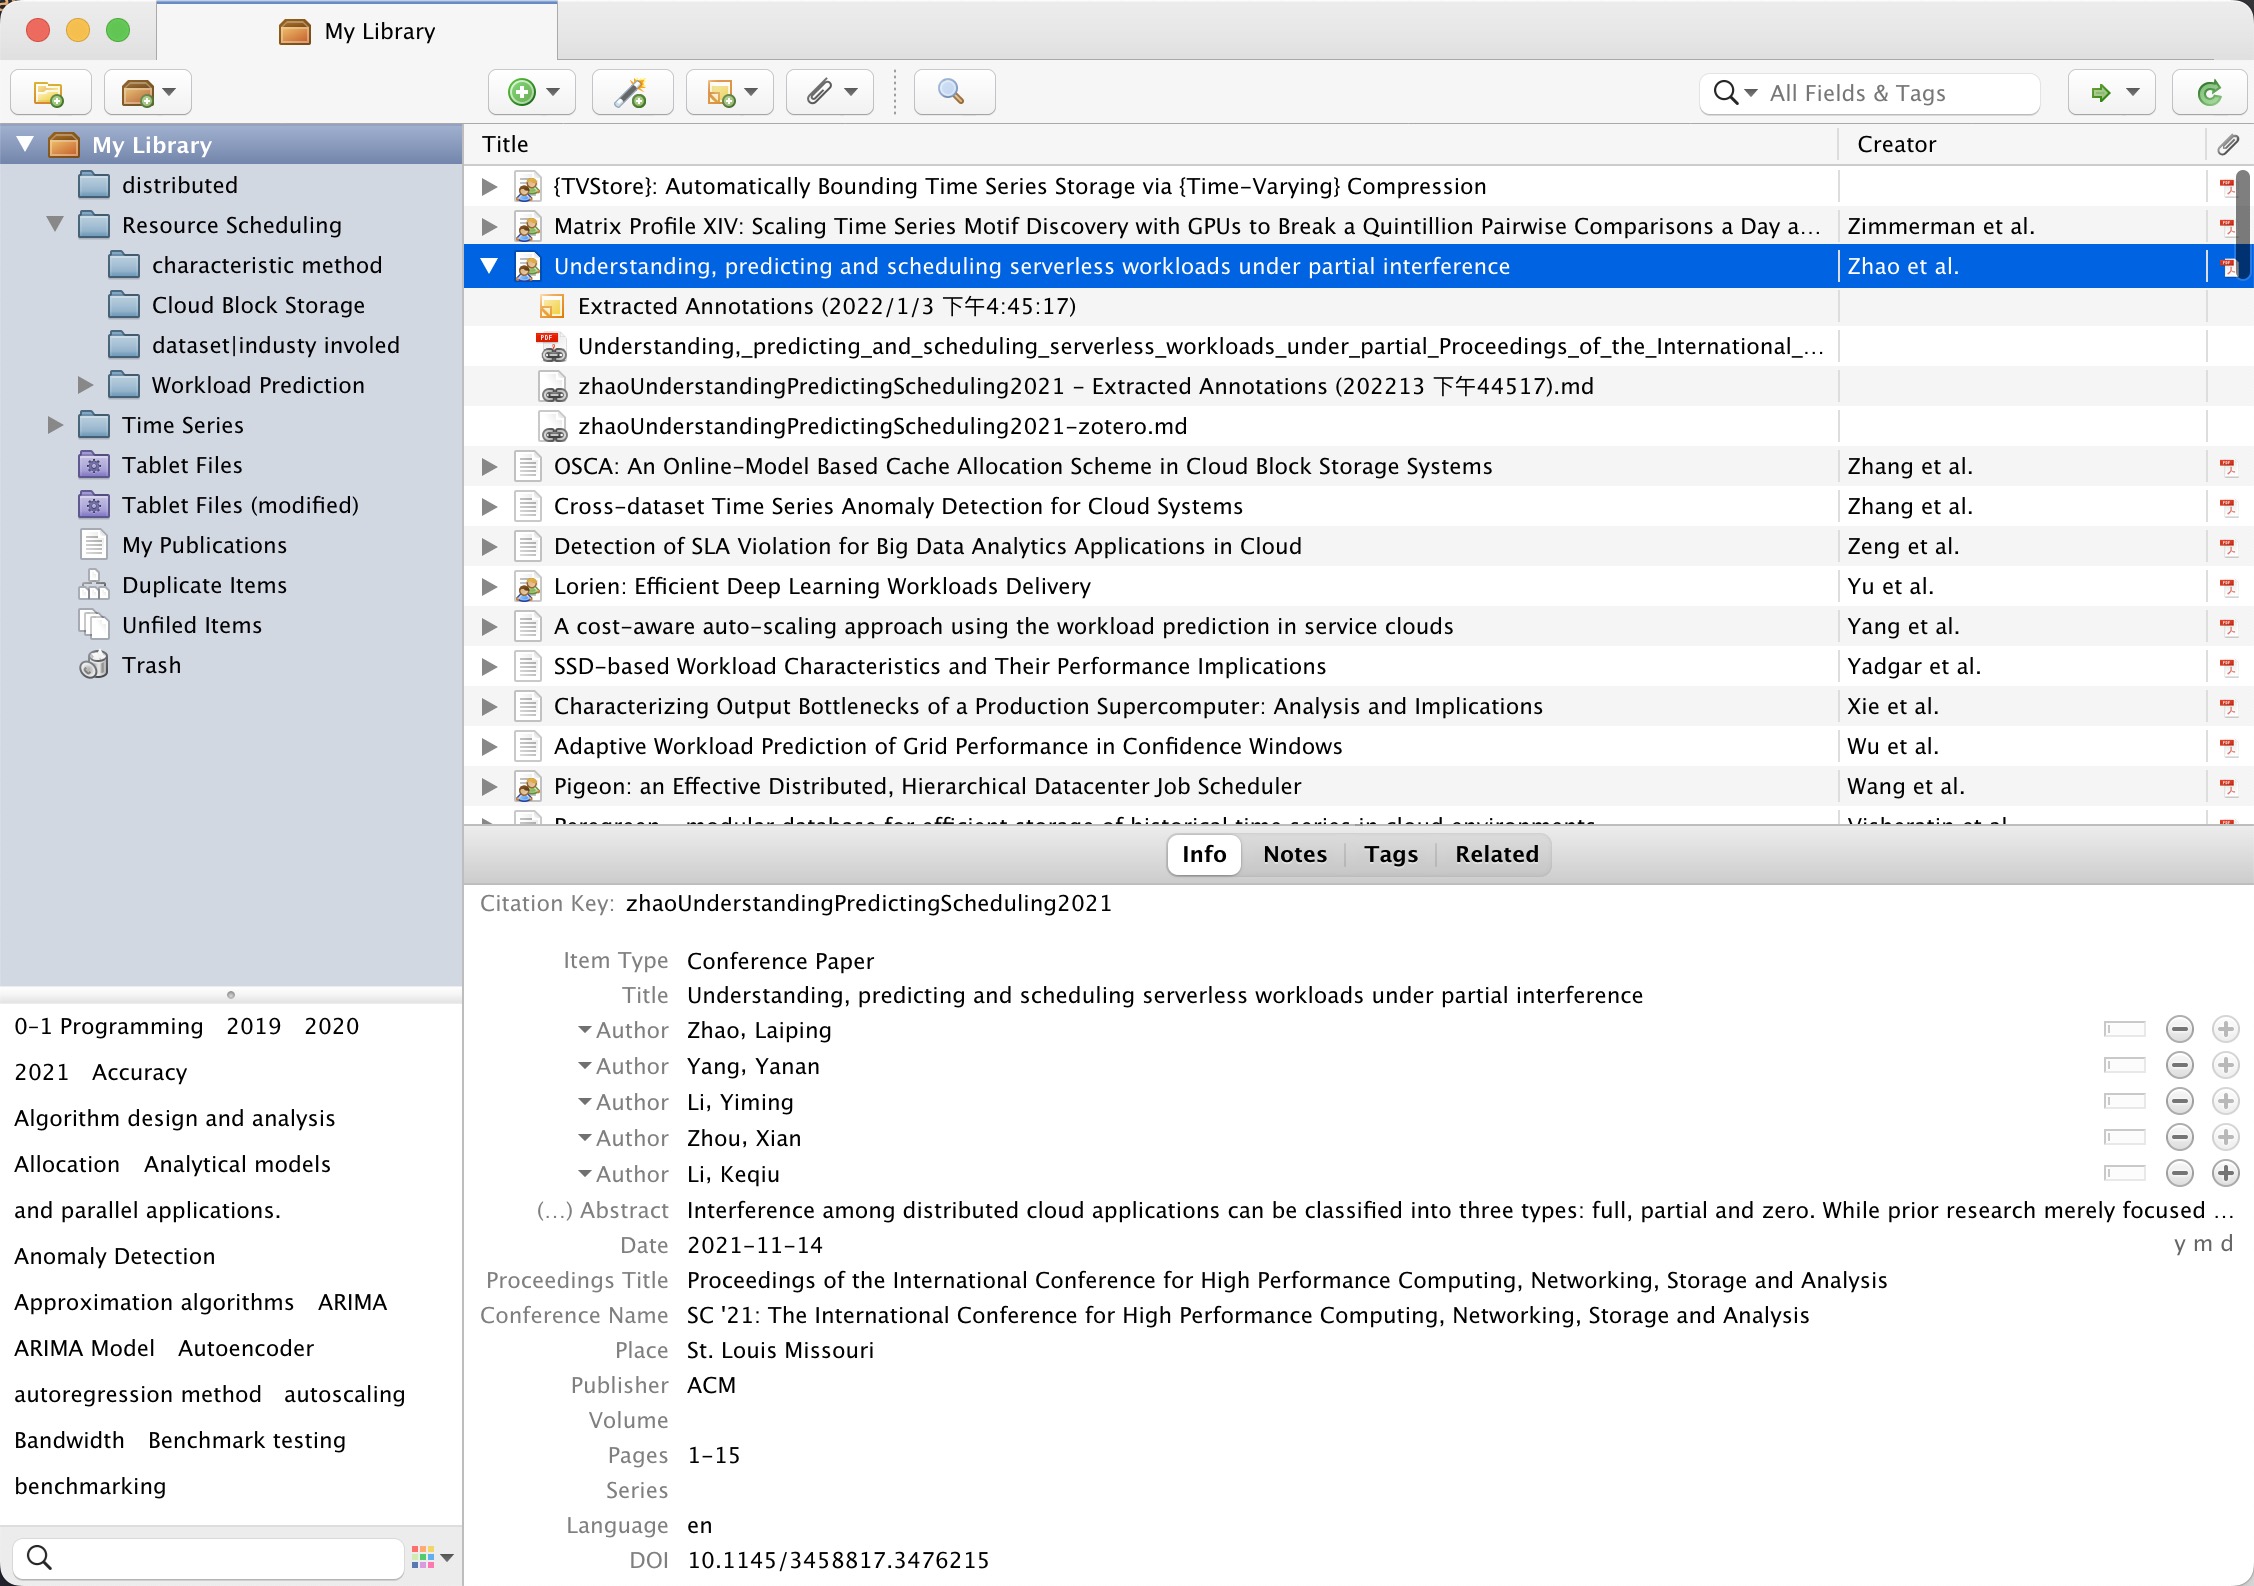 My Library
All Fields & Tags
My Library
distributed
Resource Scheduling
characteristic method
Cloud Block Storage
dataset|industy involed
Workload Prediction
Time Series
Tablet Files
Tablet Files (modified)
My Publications
Duplicate Items
Unfiled Items
Trash
0-1 Programming 2019 2020
2021 Accuracy
Algorithm design and analysis
Allocation Analytical models
and parallel applications.
Anomaly Detection
Approximation algorithms ARIMA
ARIMA Model Autoencoder
autoregression method autoscaling
Bandwidth Benchmark testing
benchmarking
Title Creator
{TVStore}: Automatically Bounding Time Series Storage via {Time-Varying} Compression
Matrix Profile XIV: Scaling Time Series Motif Discovery with GPUs to Break a Quintillion Pairwise Comparisons a Day a... Zimmerman et al.
Understanding, predicting and scheduling serverless workloads under partial interference Zhao et al.
Extracted Annotations (2022/1/3 下午4:45:17)
Understanding,_predicting_and_scheduling_serverless_workloads_under_partial_Proceedings_of_the_International_...
zhaoUnderstandingPredictingScheduling2021 - Extracted Annotations (202213 下午44517).md
zhaoUnderstandingPredictingScheduling2021-zotero.md
OSCA: An Online-Model Based Cache Allocation Scheme in Cloud Block Storage Systems Zhang et al.
Cross-dataset Time Series Anomaly Detection for Cloud Systems Zhang et al.
Detection of SLA Violation for Big Data Analytics Applications in Cloud Zeng et al.
Lorien: Efficient Deep Learning Workloads Delivery Yu et al.
A cost-aware auto-scaling approach using the workload prediction in service clouds Yang et al.
SSD-based Workload Characteristics and Their Performance Implications Yadgar et al.
Characterizing Output Bottlenecks of a Production Supercomputer: Analysis and Implications Xie et al.
Adaptive Workload Prediction of Grid Performance in Confidence Windows Wu et al.
Pigeon: an Effective Distributed, Hierarchical Datacenter Job Scheduler Wang et al.
modular database for efficient storage of historical time series in cloud environments
Info Notes Tags Related
Citation Key: zhaoUnderstandingPredictingScheduling2021
Item Type Conference Paper
Title Understanding, predicting and scheduling serverless workloads under partial interference
Author Zhao, Laiping
Author Yang, Yanan
Author Li, Yiming
Author Zhou, Xian
Author Li, Keqiu
(...) Abstract Interference among distributed cloud applications can be classified into three types: full, partial and zero. While prior research merely focused ...
Date 2021-11-14 y m d
Proceedings Title Proceedings of the International Conference for High Performance Computing, Networking, Storage and Analysis
Conference Name SC '21: The International Conference for High Performance Computing, Networking, Storage and Analysis
Place St. Louis Missouri
Publisher ACM
Volume
Pages 1-15
Series
Language en
DOI 10.1145/3458817.3476215